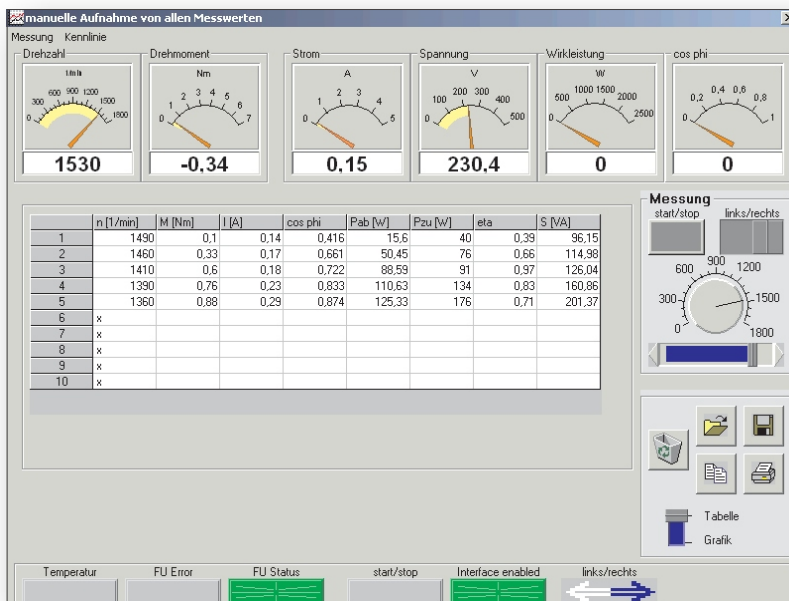 manuelle Aufnahme von allen Messwerten
Messung Kennlinie
Drehzahl Drehmoment Strom Spannung Wirkleistung cos phi
1/min Nm A V W
0 300 600 900 1200 1500 1800
0 1 2 3 4 5 6 7
0 1 2 3 4 5
0 100 200 300 400 500
0 500 1000 1500 2000 2500
0 0,2 0,4 0,6 0,8 1
1530 -0,34 0,15 230,4 0 0
n [1/min] M [Nm] I [A] cos phi Pab [W] Pzu [W] eta S [VA]
1 1490 0,1 0,14 0,416 15,6 40 0,39 96,15
2 1460 0,33 0,17 0,661 50,45 76 0,66 114,98
3 1410 0,6 0,18 0,722 88,59 91 0,97 126,04
4 1390 0,76 0,23 0,833 110,63 134 0,83 160,86
5 1360 0,88 0,29 0,874 125,33 176 0,71 201,37
6 x
7 x
8 x
9 x
10 x
Messung
start/stop links/rechts
0 300 600 900 1200 1500 1800
Tabelle
Grafik
Temperatur FU Error FU Status start/stop Interface enabled links/rechts